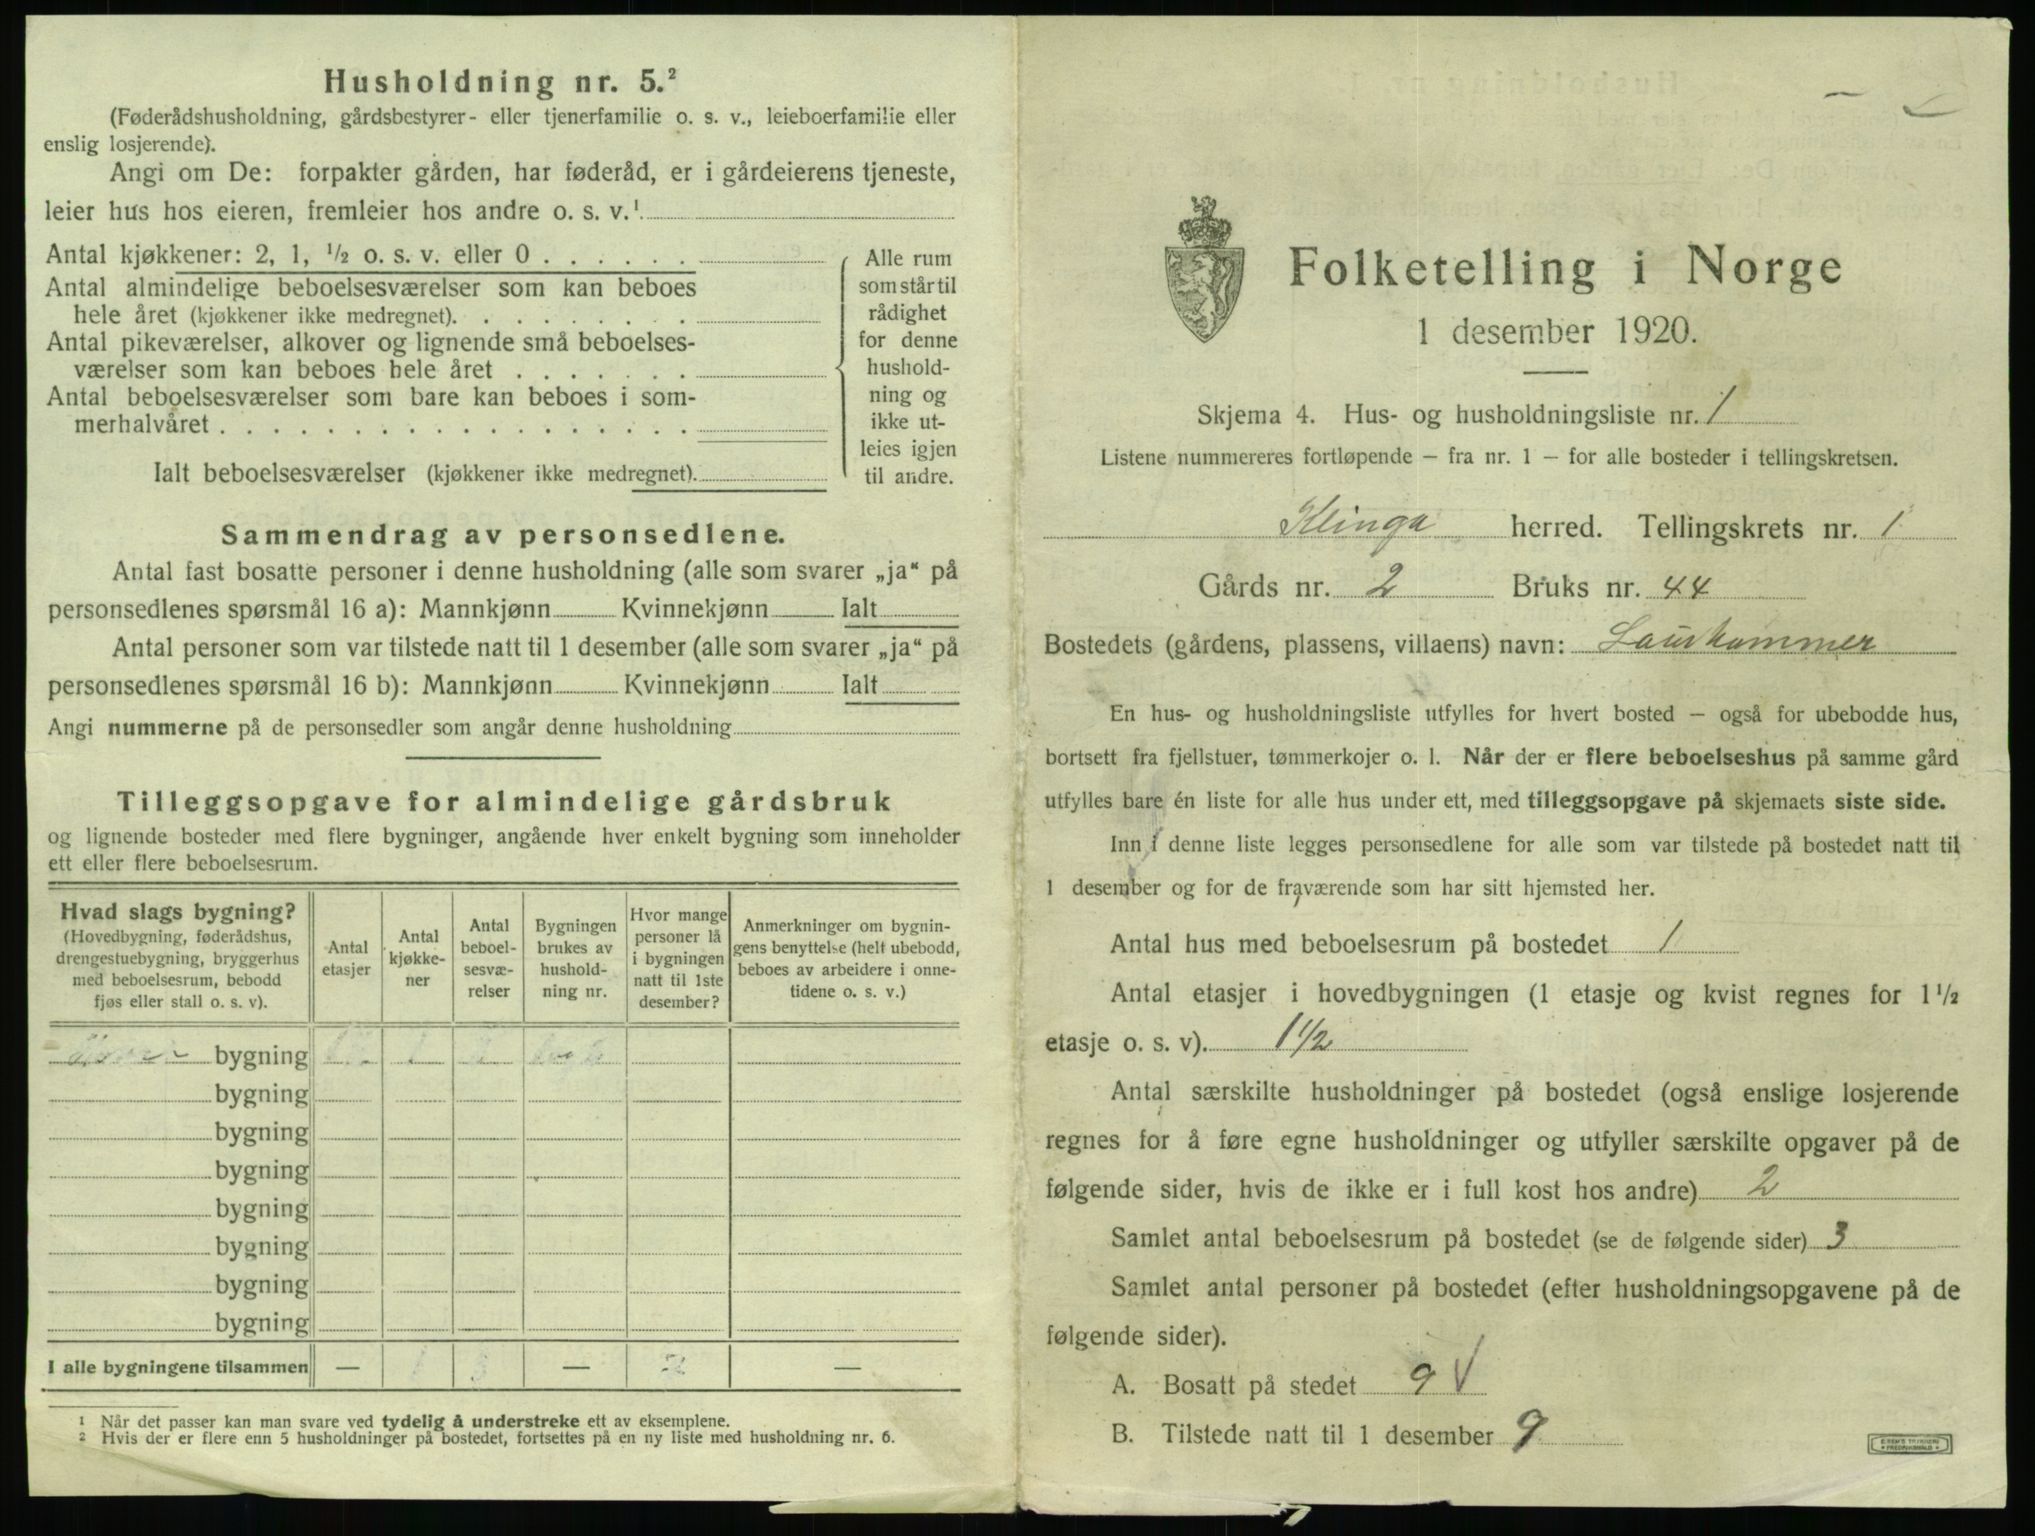 Husholdning nr. 5.²
(Føderådshusholdning, gårdsbestyrer- eller tjenerfamilie o. s. v., leieboerfamilie eller
enslig losjerende).
Angi om De: forpakter gården, har føderåd, er i gårdeierens tjeneste,
leier hus hos eieren, fremleier hos andre o. s. v.¹
Antal kjøkkener: 2, 1, ½ o. s. v. eller 0 . . . . . .
Antal almindelige beboelsesværelser som kan beboes
hele året (kjøkkener ikke medregnet). . . . . . . . .
Antal pikeværelser, alkover og lignende små beboelses-
værelser som kan beboes hele året . . . . . . .
Antal beboelsesværelser som bare kan beboes i som-
merhalvåret . . . . . . . . . . . . . . . . . .
Ialt beboelsesværelser (kjøkkener ikke medregnet).
Alle rum
som står til
rådighet
for denne
hushold-
ning og
ikke ut-
leies igjen
til andre.
Sammendrag av personsedlene.
Antal fast bosatte personer i denne husholdning (alle som svarer „ja“ på
personsedlenes spørsmål 16 a): Mannkjønn Kvinnekjønn Ialt
Antal personer som var tilstede natt til 1 desember (alle som svarer „ja“ på
personsedlenes spørsmål 16 b): Mannkjønn Kvinnekjønn Ialt
Angi nummerne på de personsedler som angår denne husholdning
Tilleggsopgave for almindelige gårdsbruk
og lignende bosteder med flere bygninger, angående hver enkelt bygning som inneholder
ett eller flere beboelsesrum.
Hvad slags bygning?
(Hovedbygning, føderådshus,
drengestuebygning, bryggerhus
med beboelsesrum, bebodd
fjøs eller stall o. s. v).
Antal
etasjer
Antal
kjøkke-
ner
Antal
beboel-
sesvæ-
relser
Bygningen
brukes av
hushold-
ning nr.
Hvor mange
personer lå
i bygningen
natt til 1ste
desember?
Anmerkninger om bygnin-
gens benyttelse (helt ubebodd,
beboes av arbeidere i onne-
tidene o. s. v.)
bygning 1
bygning
bygning
bygning
bygning
bygning
bygning
bygning
I alle bygningene tilsammen — 1 3 — —
¹ Når det passer kan man svare ved tydelig å understreke ett av eksemplene.
² Hvis der er flere enn 5 husholdninger på bostedet, fortsettes på en ny liste med husholdning nr. 6.
Folketelling i Norge
1 desember 1920.
Skjema 4. Hus- og husholdningsliste nr. 1
Listene nummereres fortløpende – fra nr. 1 – for alle bosteder i tellingskretsen.
Klinga herred. Tellingskrets nr. 1
Gårds nr. 2 Bruks nr. 44
Bostedets (gårdens, plassens, villaens) navn:
En hus- og husholdningsliste utfylles for hvert bosted – også for ubebodde hus,
bortsett fra fjellstuer, tømmerkojer o. l. Når der er flere beboelseshus på samme gård
utfylles bare én liste for alle hus under ett, med tilleggsopgave på skjemaets siste side.
Inn i denne liste legges personsedlene for alle som var tilstede på bostedet natt til
1 desember og for de fraværende som har sitt hjemsted her.
Antal hus med beboelsesrum på bostedet 1
Antal etasjer i hovedbygningen (1 etasje og kvist regnes for 1½
etasje o. s. v). 1½
Antal særskilte husholdninger på bostedet (også enslige losjerende
regnes for å føre egne husholdninger og utfyller særskilte opgaver på de
følgende sider, hvis de ikke er i full kost hos andre) 2
Samlet antal beboelsesrum på bostedet (se de følgende sider) 3
Samlet antal personer på bostedet (efter husholdningsopgavene på de
følgende sider).
A. Bosatt på stedet 9 √
B. Tilstede natt til 1 desember 9